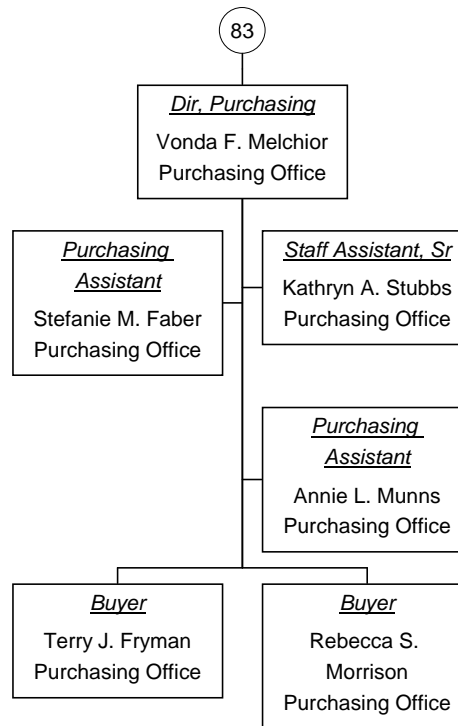 83
Dir, Purchasing
Vonda F. Melchior
Purchasing Office
Purchasing
Assistant
Stefanie M. Faber
Purchasing Office
Staff Assistant, Sr
Kathryn A. Stubbs
Purchasing Office
Purchasing
Assistant
Annie L. Munns
Purchasing Office
Buyer
Terry J. Fryman
Purchasing Office
Buyer
Rebecca S.
Morrison
Purchasing Office